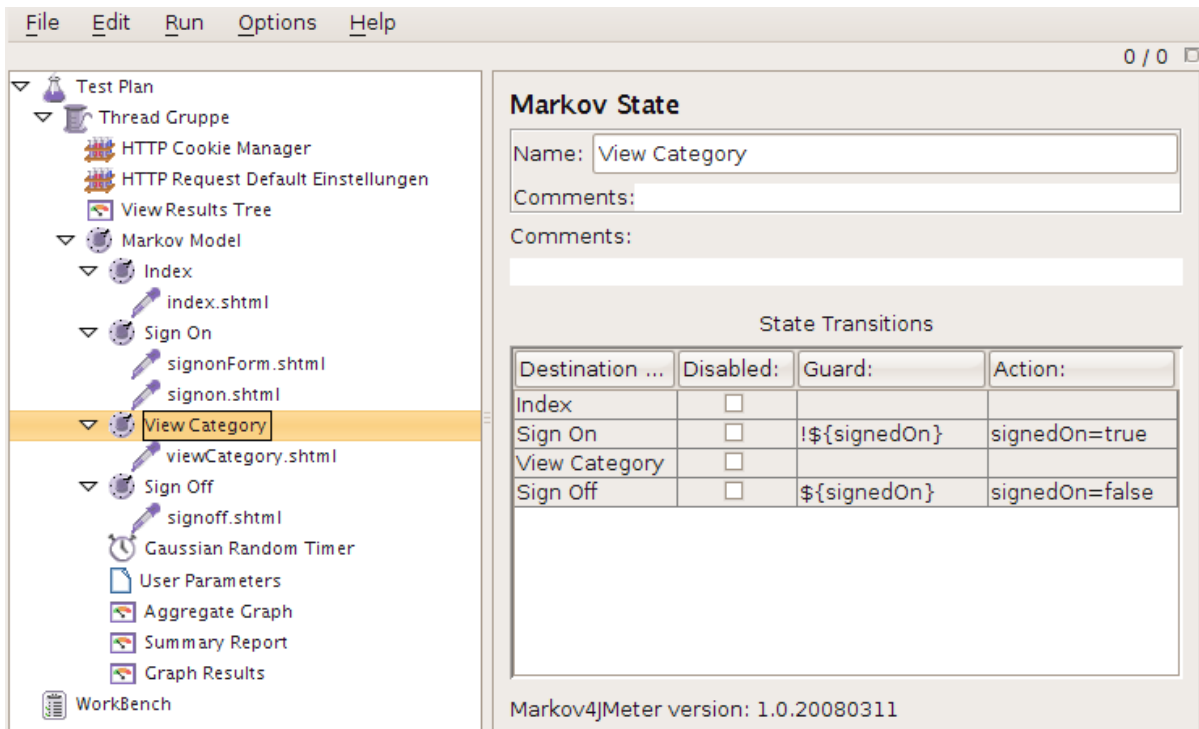 File Edit Run Options Help
0 / 0
Test Plan
Thread Gruppe
HTTP Cookie Manager
HTTP Request Default Einstellungen
View Results Tree
Markov Model
Index
index.shtml
Sign On
signonForm.shtml
signon.shtml
View Category
viewCategory.shtml
Sign Off
signoff.shtml
Gaussian Random Timer
User Parameters
Aggregate Graph
Summary Report
Graph Results
WorkBench
Markov State
Name: View Category
Comments:
Comments:
State Transitions
Destination ... Disabled: Guard: Action:
Index
Sign On !${signedOn} signedOn=true
View Category
Sign Off ${signedOn} signedOn=false
Markov4JMeter version: 1.0.20080311